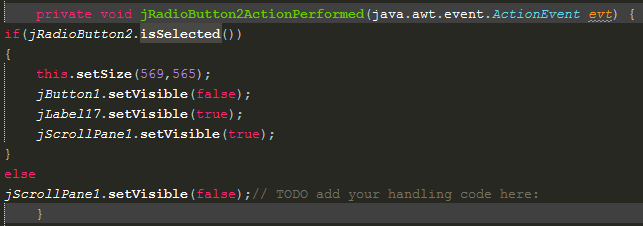 private void jRadioButton2ActionPerformed(java.awt.event.ActionEvent evt) {
if(jRadioButton2.isSelected())
{
this.setSize(569,565);
jButton1.setVisible(false);
jLabel17.setVisible(true);
jScrollPane1.setVisible(true);
}
else
jScrollPane1.setVisible(false);// TODO add your handling code here:
}